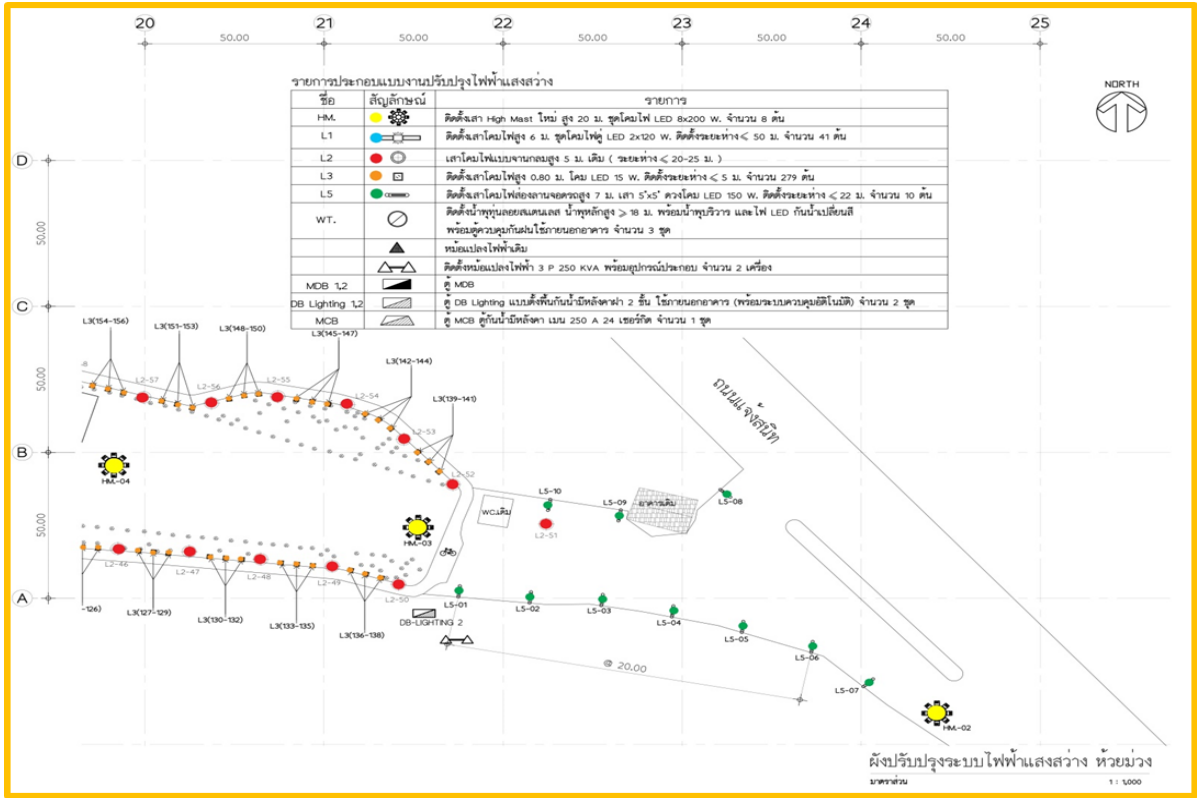 20 21 22 23 24 25
50.00 50.00 50.00 50.00 50.00
NORTH
รายการประกอบแบบงานปรับปรุงไฟฟ้าแสงสว่าง
ชื่อ สัญลักษณ์ รายการ
HM. ติดตั้งเสา High Mast ใหม่ สูง 20 ม. ชุดโคมไฟ LED 8x200 W. จำนวน 8 ต้น
L1 ติดตั้งเสาโคมไฟสูง 6 ม. ชุดโคมไฟคู่ LED 2x120 W. ติดตั้งระยะห่าง ≤ 50 ม. จำนวน 41 ต้น
L2 เสาโคมไฟแบบจานกลมสูง 5 ม. เดิม ( ระยะห่าง ≤ 20-25 ม. )
L3 ติดตั้งเสาโคมไฟสูง 0.80 ม. โคม LED 15 W. ติดตั้งระยะห่าง ≤ 5 ม. จำนวน 279 ต้น
L5 ติดตั้งเสาโคมไฟส่องลานจอดรถสูง 7 ม. เสา 5"x5" ดวงโคม LED 150 W. ติดตั้งระยะห่าง ≤ 22 ม. จำนวน 10 ต้น
WT. ติดตั้งน้ำพุทุ่นลอยสแตนเลส น้ำพุหลักสูง ≥ 18 ม. พร้อมน้ำพุบริวาร และไฟ LED กันน้ำเปลี่ยนสี
พร้อมตู้ควบคุมกันฝนใช้ภายนอกอาคาร จำนวน 3 ชุด
หม้อแปลงไฟฟ้าเดิม
ติดตั้งหม้อแปลงไฟฟ้า 3 P 250 KVA พร้อมอุปกรณ์ประกอบ จำนวน 2 เครื่อง
MDB 1,2 ตู้ MDB
DB Lighting 1,2 ตู้ DB Lighting แบบตั้งพื้นกันน้ำมีหลังคาฝา 2 ชั้น ใช้ภายนอกอาคาร (พร้อมระบบควบคุมอัติโนมัติ) จำนวน 2 ชุด
MCB ตู้ MCB ตู้กันน้ำมีหลังคา เมน 250 A 24 เซอร์กิต จำนวน 1 ชุด
D
50.00
C
50.00
B
50.00
A
L3(154-156) L3(151-153) L3(148-150) L3(145-147)
L3(142-144)
L3(139-141)
L2-57 L2-56 L2-55 L2-54
L2-53
L2-52
ถนนแจ้งสนิท
HM.-04
L5-10 L5-09 อาคารเดิม L5-08
WC.เดิม
L2-51
HM.-03
L2-46 L2-47 L2-48 L2-49 L2-50
-126) L3(127-129) L3(130-132) L3(133-135) L3(136-138)
DB-LIGHTING 2
L5-01 L5-02 L5-03 L5-04 L5-05 L5-06
@ 20.00
L5-07
HM.-02
ผังปรับปรุงระบบไฟฟ้าแสงสว่าง ห้วยม่วง
มาตราส่วน 1 : 1,000